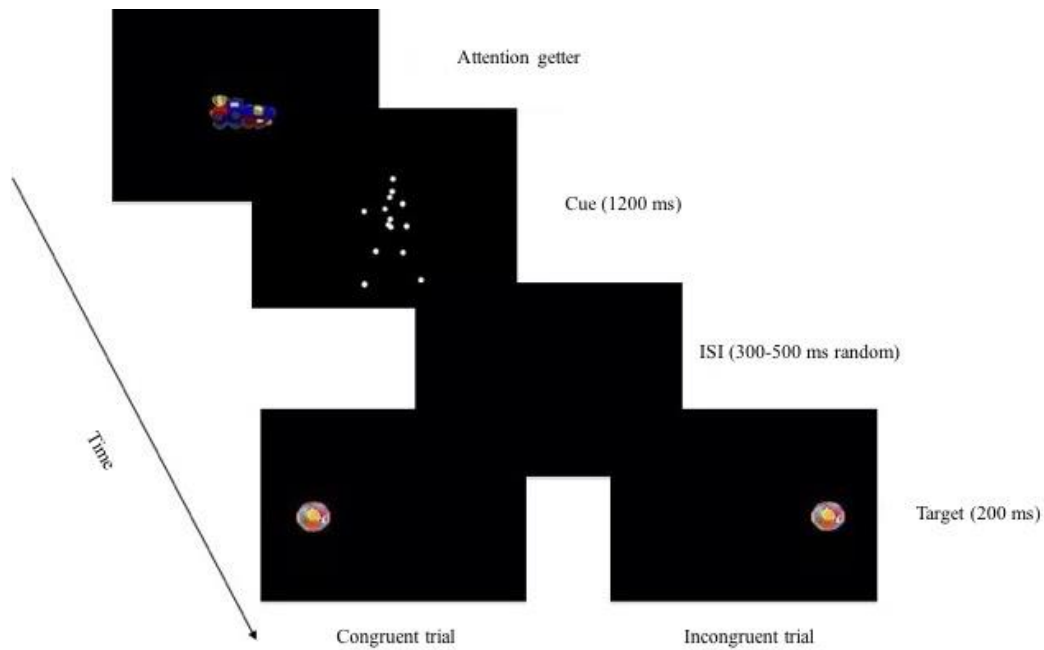 Attention getter
Cue (1200 ms)
ISI (300-500 ms random)
Time
Target (200 ms)
Congruent trial
Incongruent trial